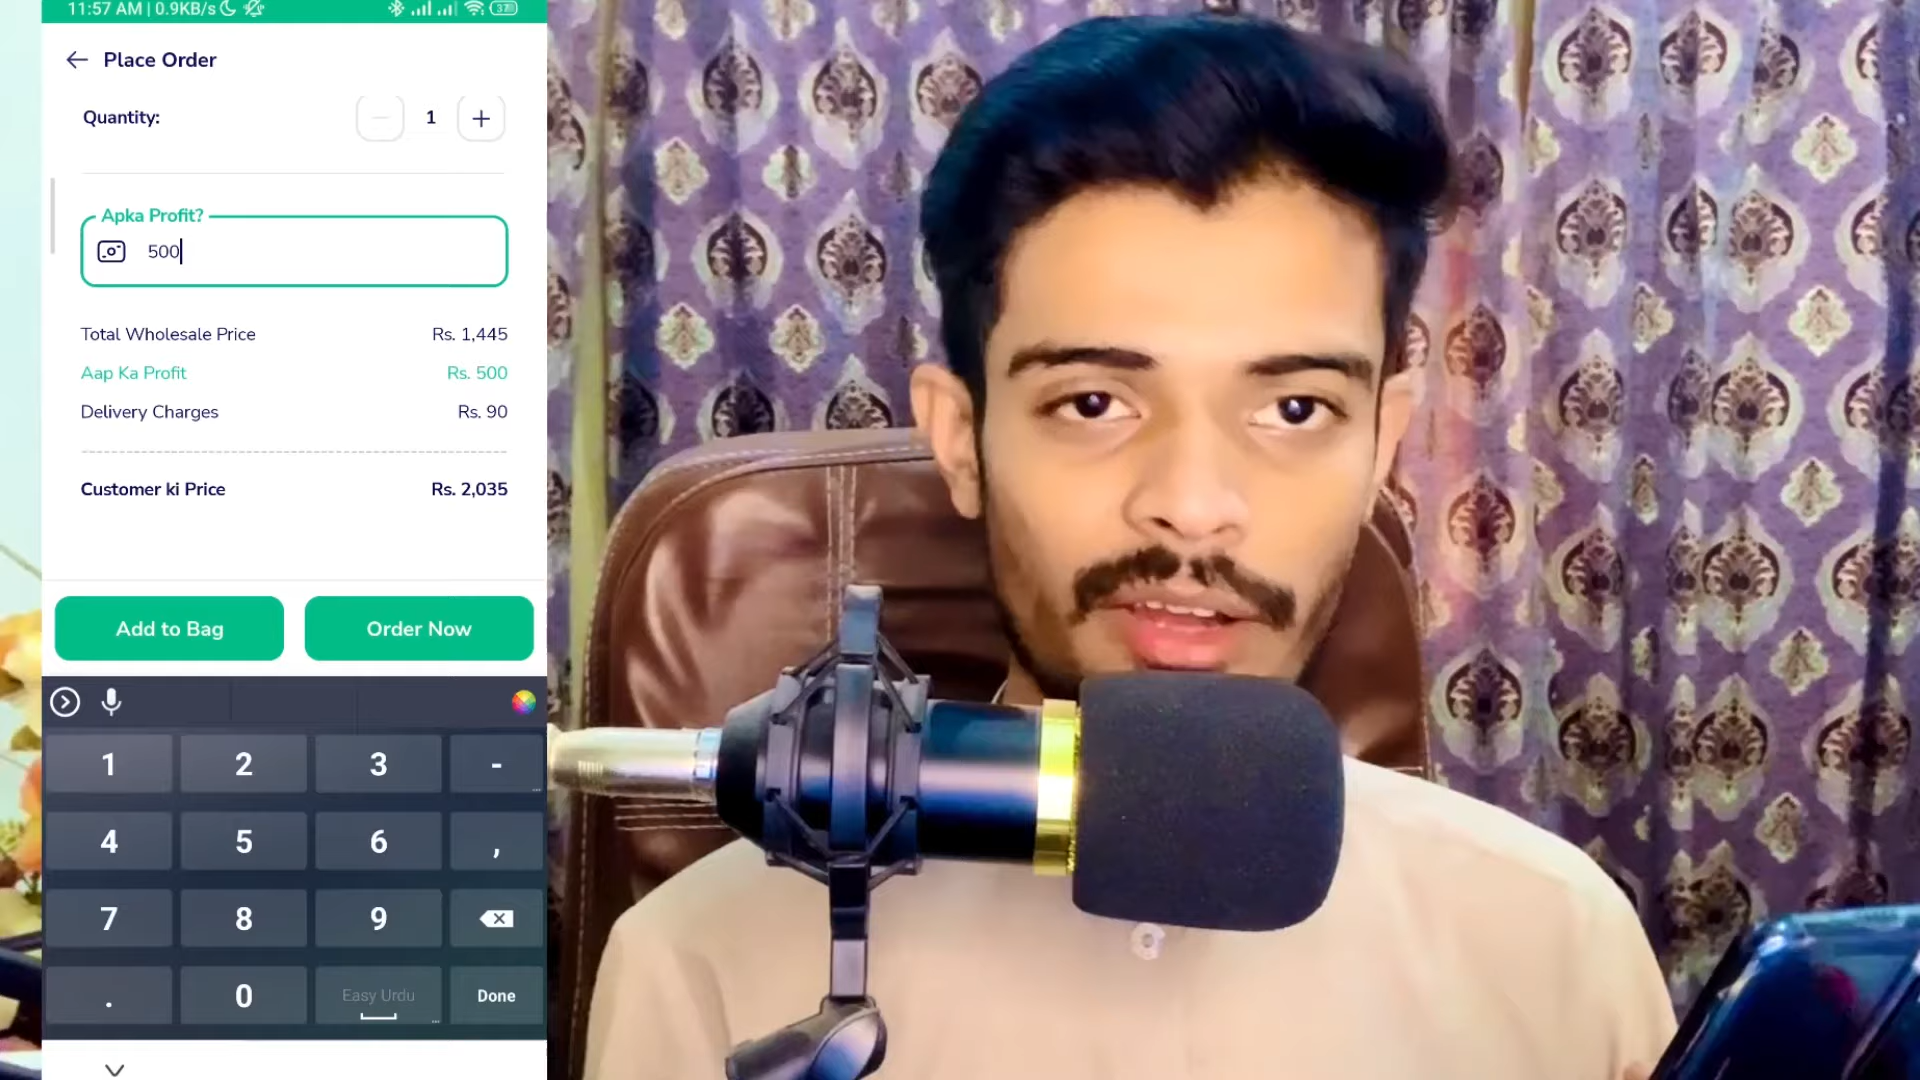 11:57 AM | 0.9KB/s
37
Place Order
Quantity:
1
Apka Profit?
500
Total Wholesale Price Rs. 1,445
Aap Ka Profit Rs. 500
Delivery Charges Rs. 90
Customer ki Price Rs. 2,035
Add to Bag Order Now
1 2 3 -
4 5 6 ,
7 8 9
. 0 Easy Urdu Done